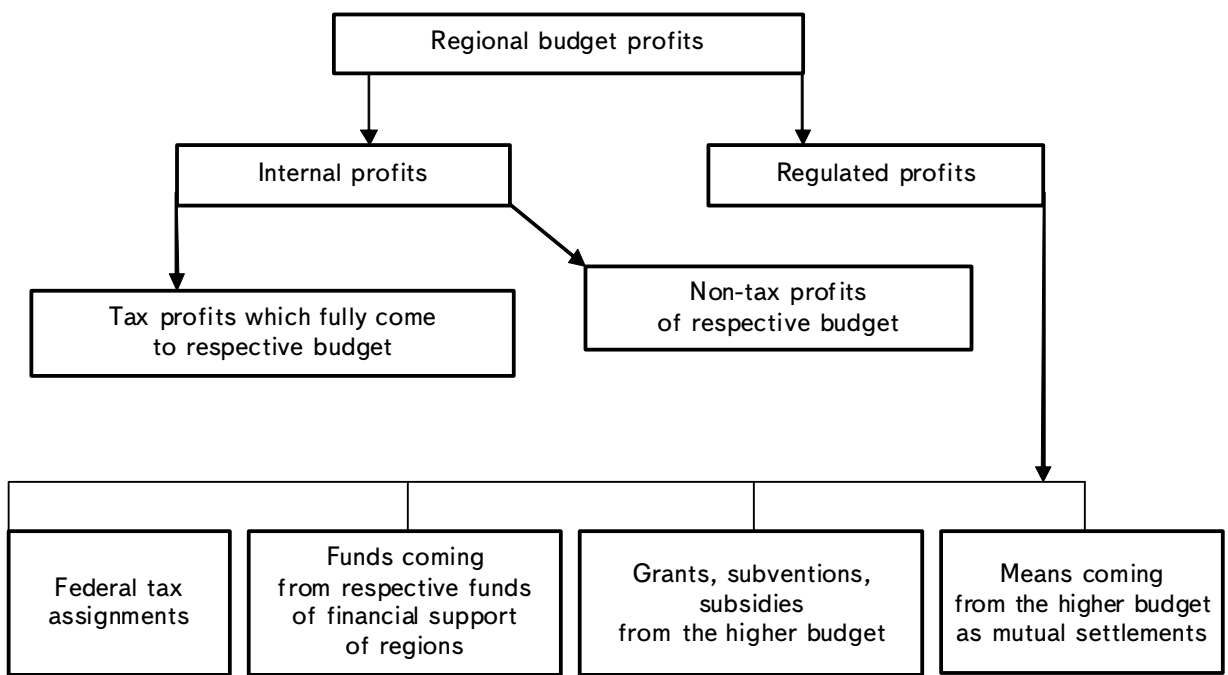 Regional budget profits
Internal profits
Regulated profits
Tax profits which fully come
to respective budget
Non-tax profits
of respective budget
Federal tax
assignments
Funds coming
from respective funds
of financial support
of regions
Grants, subventions,
subsidies
from the higher budget
Means coming
from the higher budget
as mutual settlements